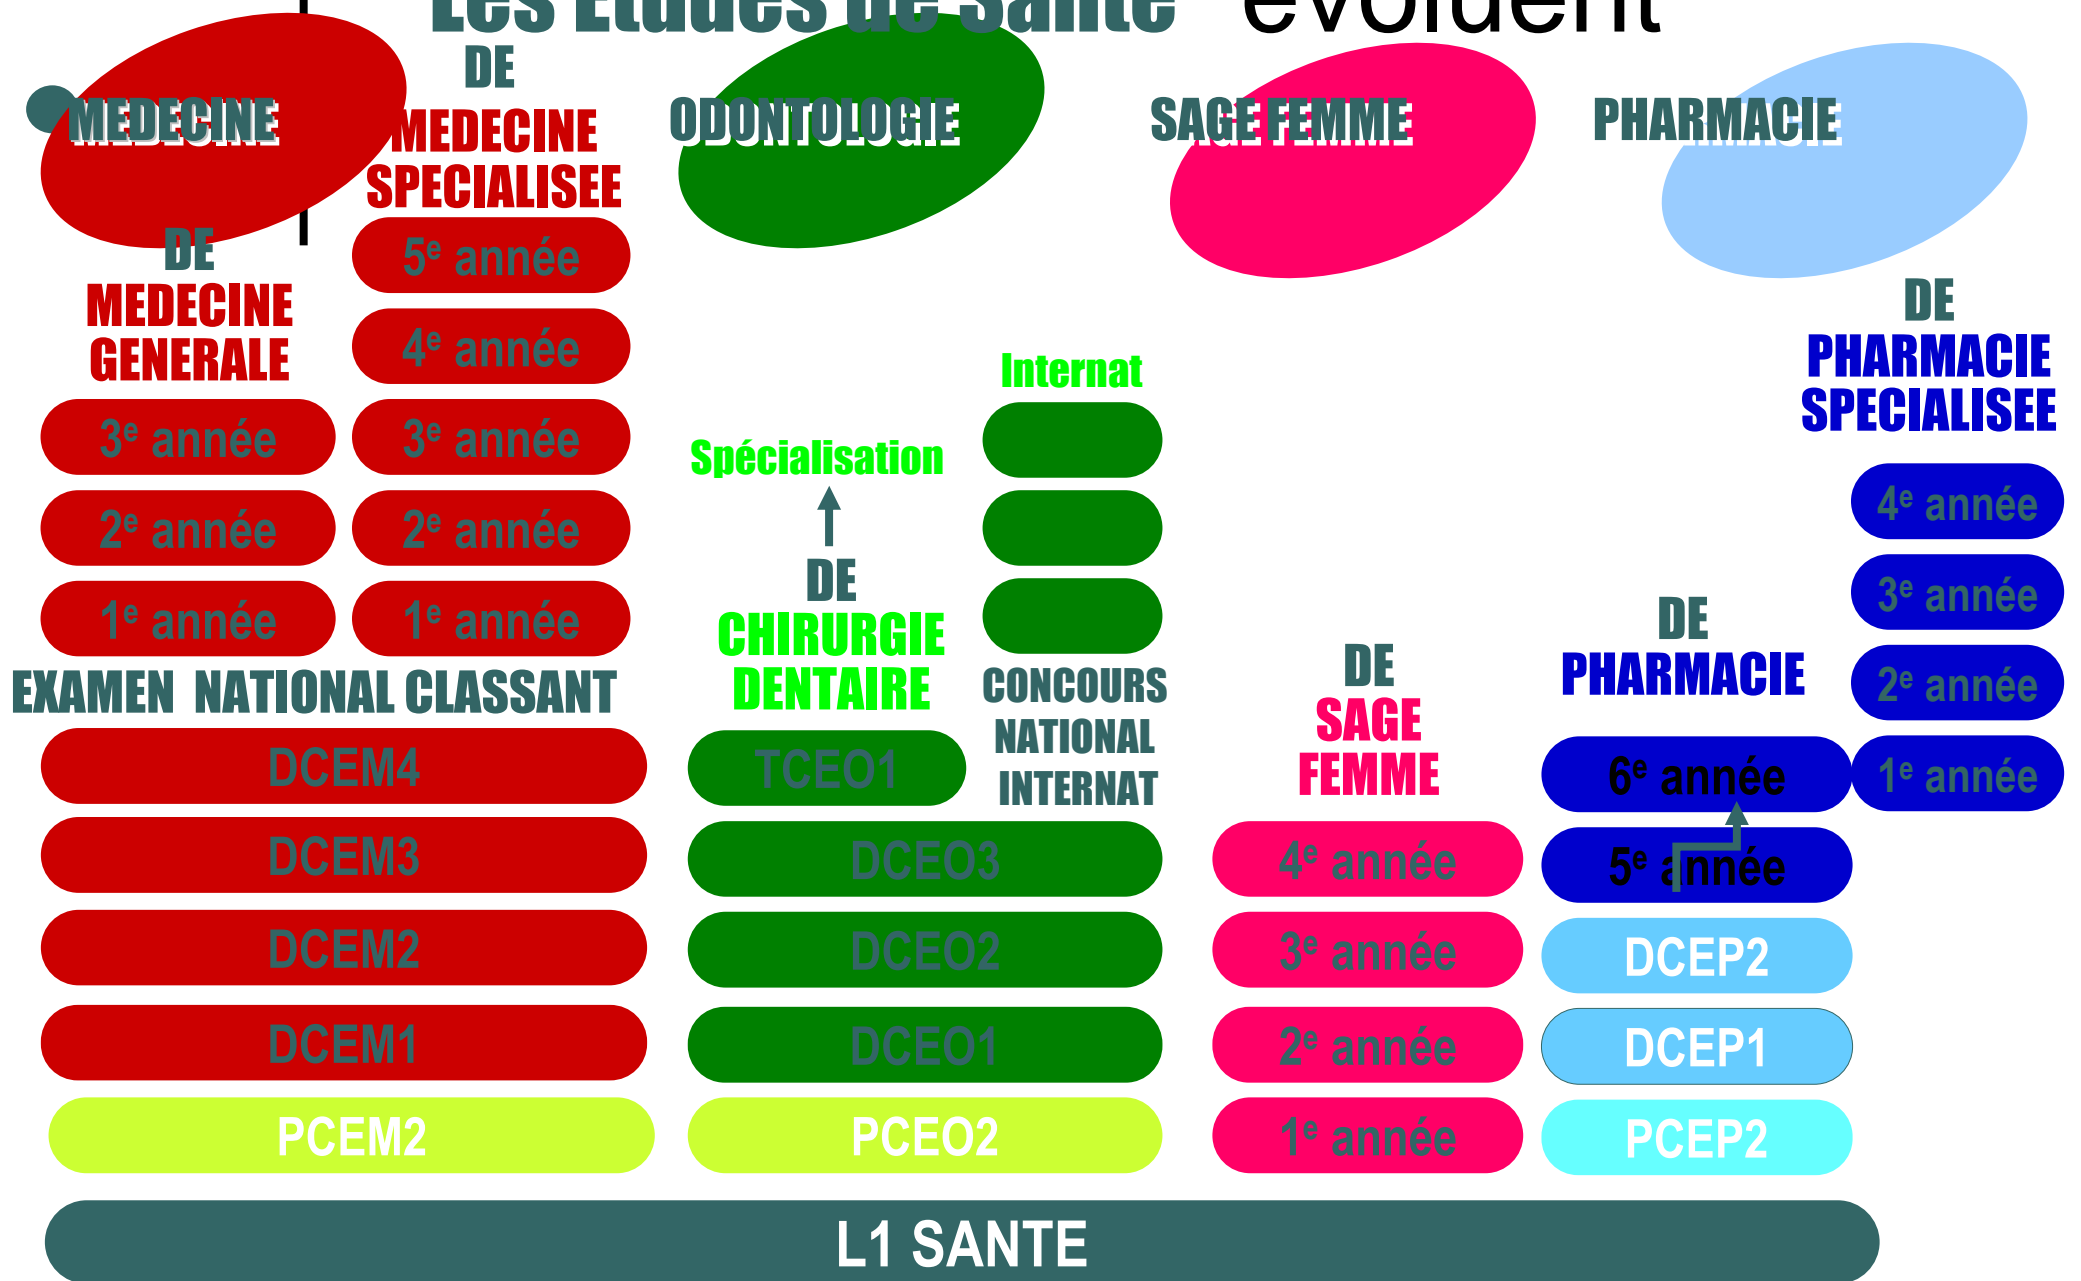 Les Etudes de Santé évoluent
MEDECINE
DE
MEDECINE
SPECIALISEE
5e année
4e année
3e année
2e année
1e année
DE
MEDECINE
GENERALE
3e année
2e année
1e année
EXAMEN NATIONAL CLASSANT
DCEM4
DCEM3
DCEM2
DCEM1
PCEM2
ODONTOLOGIE
Internat
Spécialisation
DE
CHIRURGIE
DENTAIRE
CONCOURS
NATIONAL
INTERNAT
TCEO1
DCEO3
DCEO2
DCEO1
PCEO2
SAGE FEMME
DE
SAGE
FEMME
4e année
3e année
2e année
1e année
PHARMACIE
DE
PHARMACIE
SPECIALISEE
4e année
3e année
2e année
1e année
DE
PHARMACIE
6e année
5e année
DCEP2
DCEP1
PCEP2
L1 SANTE